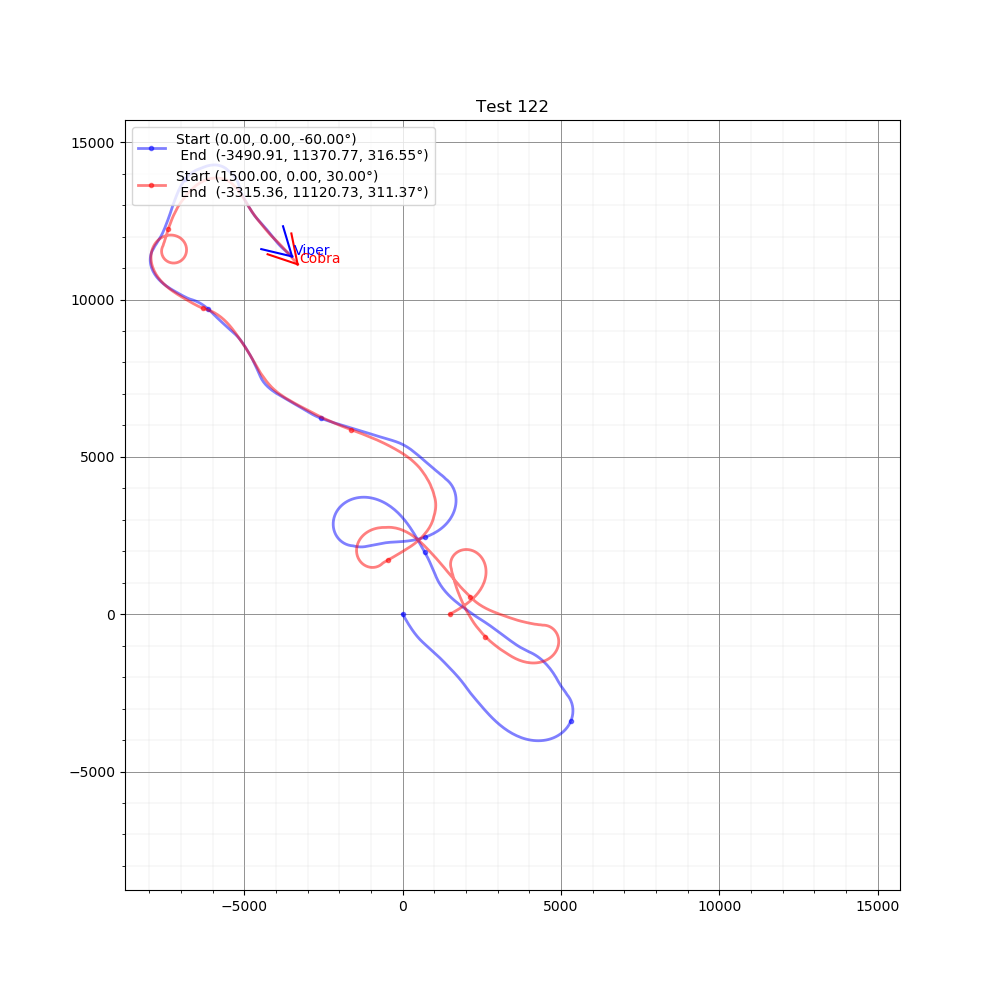 Test 122
Start (0.00, 0.00, -60.00°)
End (-3490.91, 11370.77, 316.55°)
Start (1500.00, 0.00, 30.00°)
End (-3315.36, 11120.73, 311.37°)
Viper
Cobra
15000
10000
5000
0
−5000
−5000
0
5000
10000
15000